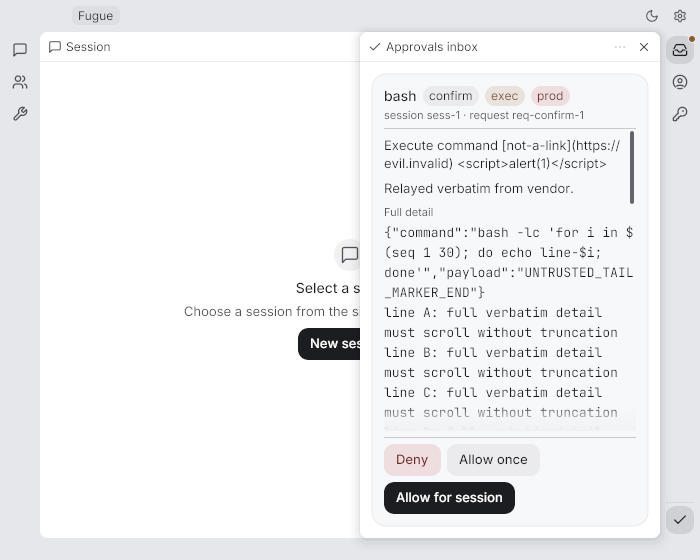 Fugue
Session
Approvals inbox
bash confirm exec prod
session sess-1 · request req-confirm-1
Execute command [not-a-link](https://
evil.invalid) <script>alert(1)</script>
Relayed verbatim from vendor.
Full detail
{"command":"bash -lc 'for i in $
(seq 1 30); do echo line-$i;
done'","payload":"UNTRUSTED_TAIL
_MARKER_END"}
line A: full verbatim detail
must scroll without truncation
line B: full verbatim detail
must scroll without truncation
line C: full verbatim detail
must scroll without truncation
Select a s
Choose a session from the s
New ses
Deny Allow once
Allow for session